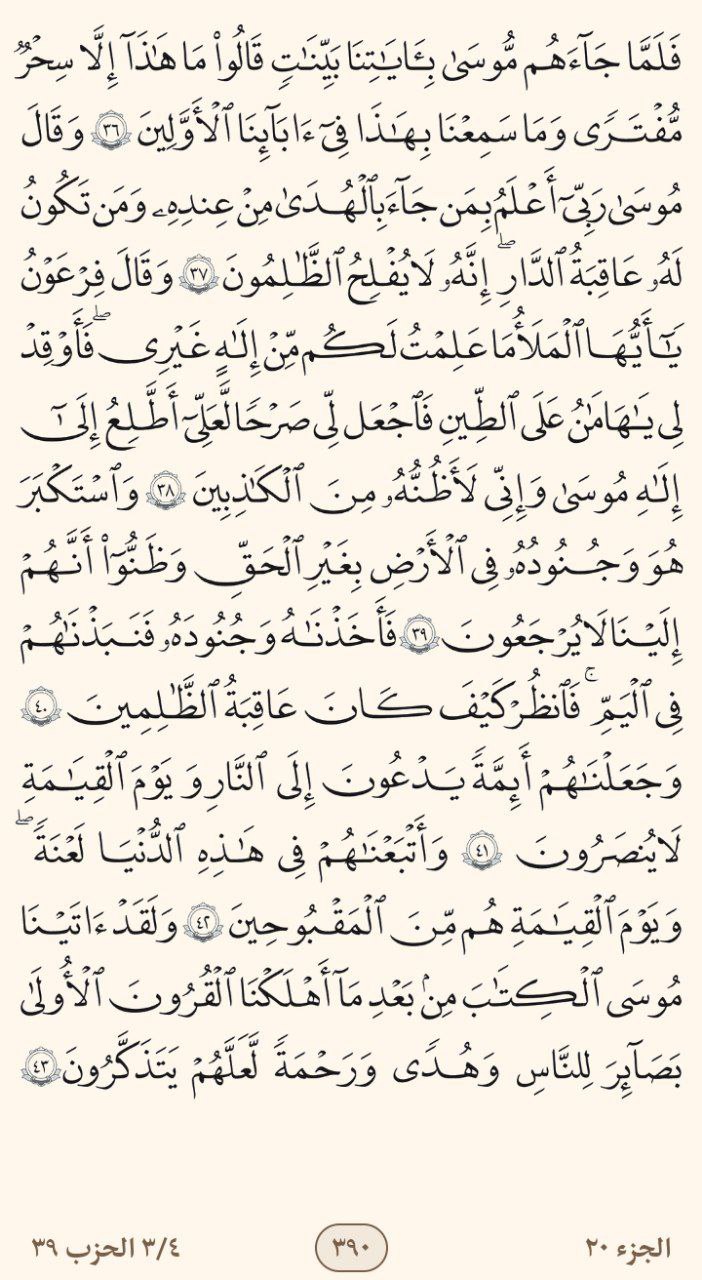 فَلَمَّا جَآءَهُم مُّوسَىٰ بِـَٔايَـٰتِنَا بَيِّنَـٰتٍ قَالُوا۟ مَا هَـٰذَآ إِلَّا سِحْرٌ
مُّفْتَرًى وَمَا سَمِعْنَا بِهَـٰذَا فِىٓ ءَابَآئِنَا ٱلْأَوَّلِينَ ٣٦ وَقَالَ
مُوسَىٰ رَبِّىٓ أَعْلَمُ بِمَن جَآءَ بِٱلْهُدَىٰ مِنْ عِندِهِۦ وَمَن تَكُونُ
لَهُۥ عَـٰقِبَةُ ٱلدَّارِ ۖ إِنَّهُۥ لَا يُفْلِحُ ٱلظَّـٰلِمُونَ ٣٧ وَقَالَ فِرْعَوْنُ
يَـٰٓأَيُّهَا ٱلْمَلَأُ مَا عَلِمْتُ لَكُم مِّنْ إِلَـٰهٍ غَيْرِى ۖ فَأَوْقِدْ
لِى يَـٰهَـٰمَـٰنُ عَلَى ٱلطِّينِ فَٱجْعَل لِّى صَرْحًا لَّعَلِّىٓ أَطَّلِعُ إِلَىٰٓ
إِلَـٰهِ مُوسَىٰ وَإِنِّى لَأَظُنُّهُۥ مِنَ ٱلْكَـٰذِبِينَ ٣٨ وَٱسْتَكْبَرَ
هُوَ وَجُنُودُهُۥ فِى ٱلْأَرْضِ بِغَيْرِ ٱلْحَقِّ وَظَنُّوٓا۟ أَنَّهُمْ
إِلَيْنَا لَا يُرْجَعُونَ ٣٩ فَأَخَذْنَـٰهُ وَجُنُودَهُۥ فَنَبَذْنَـٰهُمْ
فِى ٱلْيَمِّ ۖ فَٱنظُرْ كَيْفَ كَانَ عَـٰقِبَةُ ٱلظَّـٰلِمِينَ ٤٠
وَجَعَلْنَـٰهُمْ أَئِمَّةً يَدْعُونَ إِلَى ٱلنَّارِ وَيَوْمَ ٱلْقِيَـٰمَةِ
لَا يُنصَرُونَ ٤١ وَأَتْبَعْنَـٰهُمْ فِى هَـٰذِهِ ٱلدُّنْيَا لَعْنَةً ۖ
وَيَوْمَ ٱلْقِيَـٰمَةِ هُم مِّنَ ٱلْمَقْبُوحِينَ ٤٢ وَلَقَدْ ءَاتَيْنَا
مُوسَى ٱلْكِتَـٰبَ مِنۢ بَعْدِ مَآ أَهْلَكْنَا ٱلْقُرُونَ ٱلْأُولَىٰ
بَصَآئِرَ لِلنَّاسِ وَهُدًى وَرَحْمَةً لَّعَلَّهُمْ يَتَذَكَّرُونَ ٤٣
الجزء ٢٠ ٣٩٠ ٣/٤ الحزب ٣٩